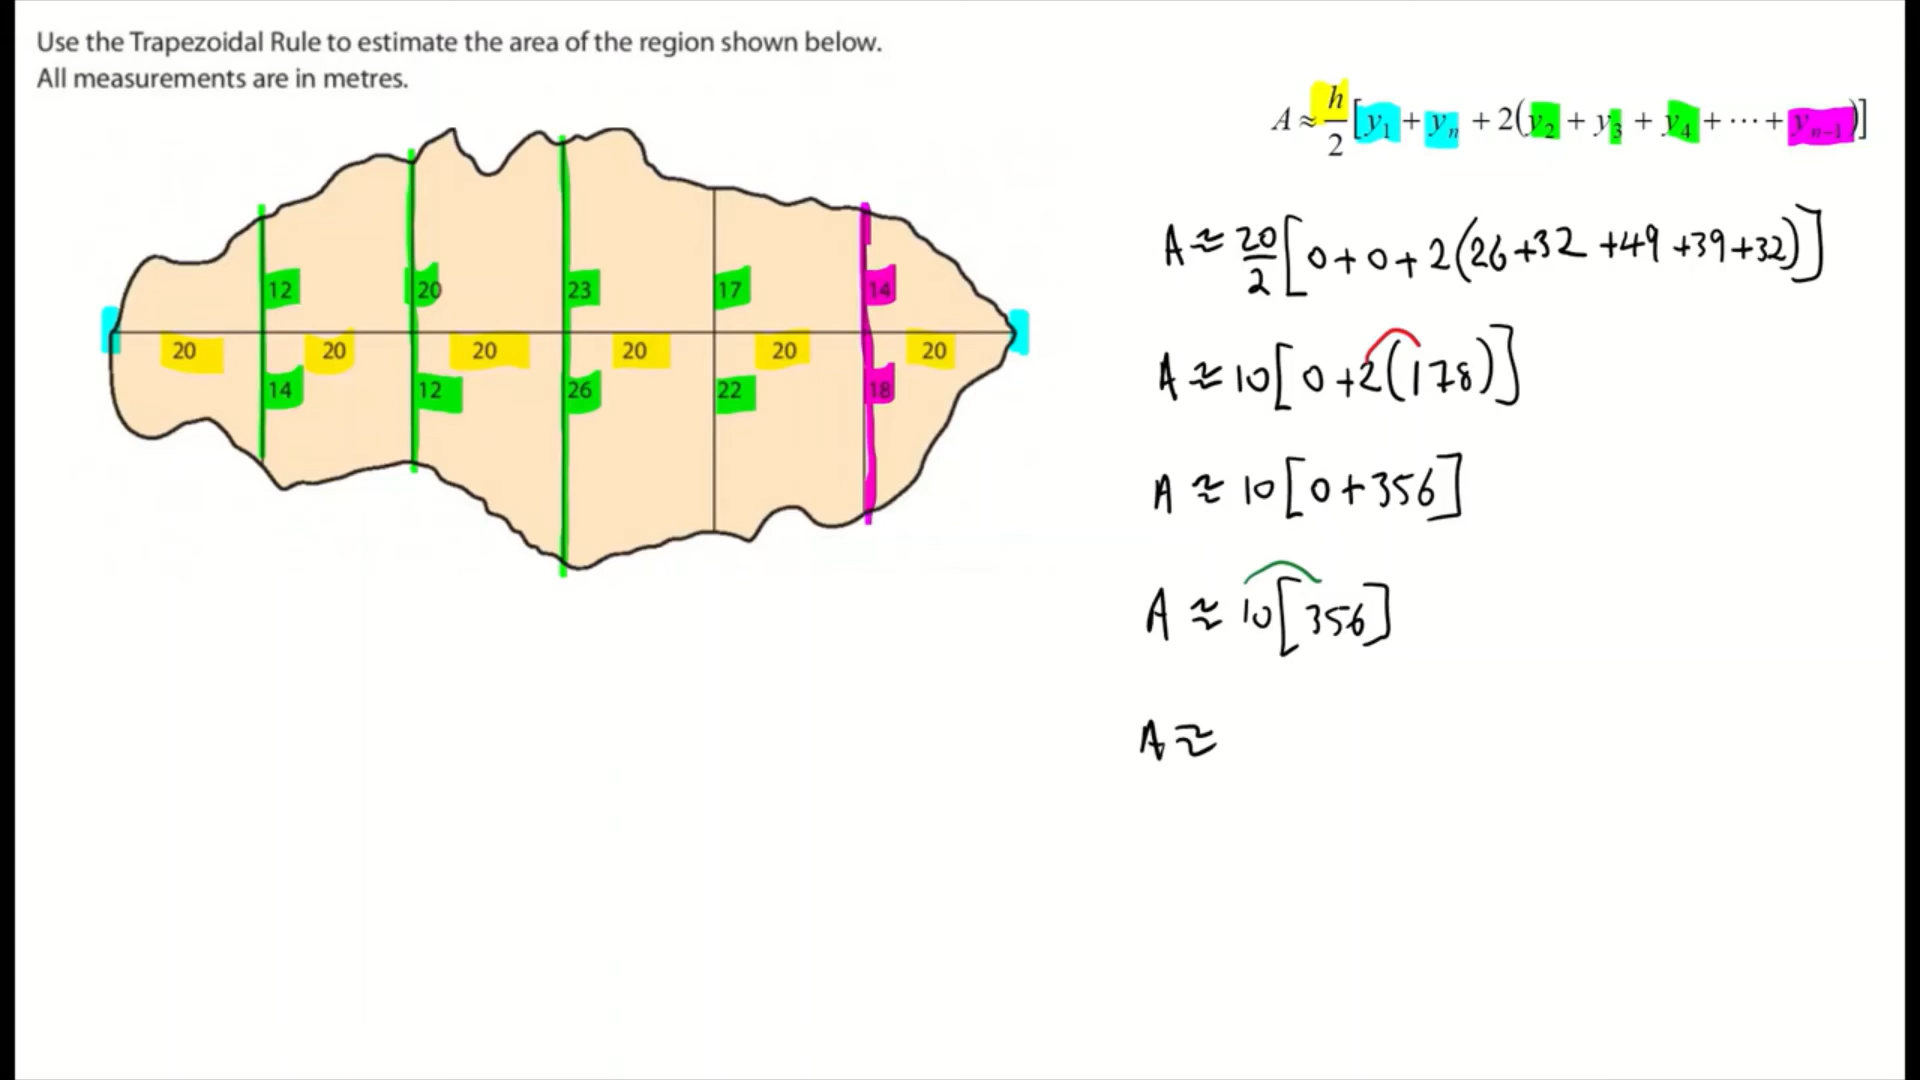 Use the Trapezoidal Rule to estimate the area of the region shown below.
All measurements are in metres.
A ≈ h/2 [y₁ + yₙ + 2(y₂ + y₃ + y₄ + ⋯ + yₙ₋₁)]
12 20 23 17 14
20 20 20 20 20 20
14 12 26 22 18
A ≈ 20/2 [0 + 0 + 2(26 + 32 + 49 + 39 + 32)]
A ≈ 10[0 + 2(178)]
A ≈ 10[0 + 356]
A ≈ 10[356]
A ≈